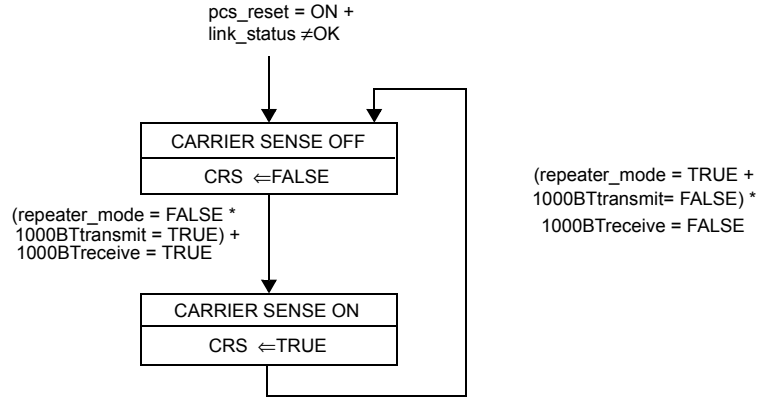 pcs_reset = ON +
link_status ≠OK
CARRIER SENSE OFF
CRS ⇐FALSE
(repeater_mode = FALSE *
1000BTtransmit = TRUE) +
1000BTreceive = TRUE
(repeater_mode = TRUE +
1000BTtransmit= FALSE) *
1000BTreceive = FALSE
CARRIER SENSE ON
CRS ⇐TRUE